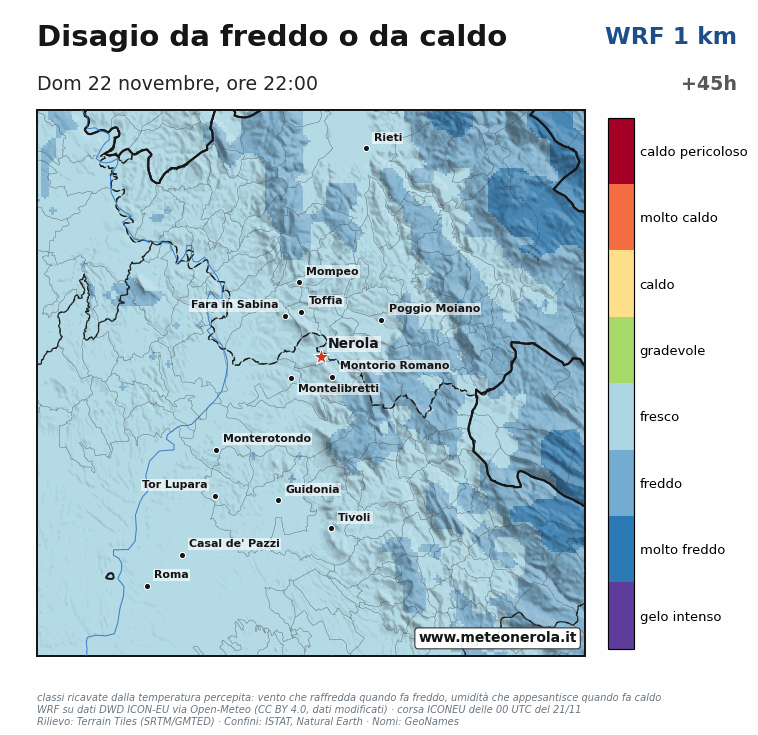 Disagio da freddo o da caldo
WRF 1 km
Dom 22 novembre, ore 22:00
+45h
Rieti
Mompeo
Toffia
Fara in Sabina
Poggio Moiano
Nerola
Montorio Romano
Montelibretti
Monterotondo
Tor Lupara
Guidonia
Tivoli
Casal de' Pazzi
Roma
www.meteonerola.it
caldo pericoloso
molto caldo
caldo
gradevole
fresco
freddo
molto freddo
gelo intenso
classi ricavate dalla temperatura percepita: vento che raffredda quando fa freddo, umidità che appesantisce quando fa caldo
WRF su dati DWD ICON-EU via Open-Meteo (CC BY 4.0, dati modificati) · corsa ICONEU delle 00 UTC del 21/11
Rilievo: Terrain Tiles (SRTM/GMTED) · Confini: ISTAT, Natural Earth · Nomi: GeoNames